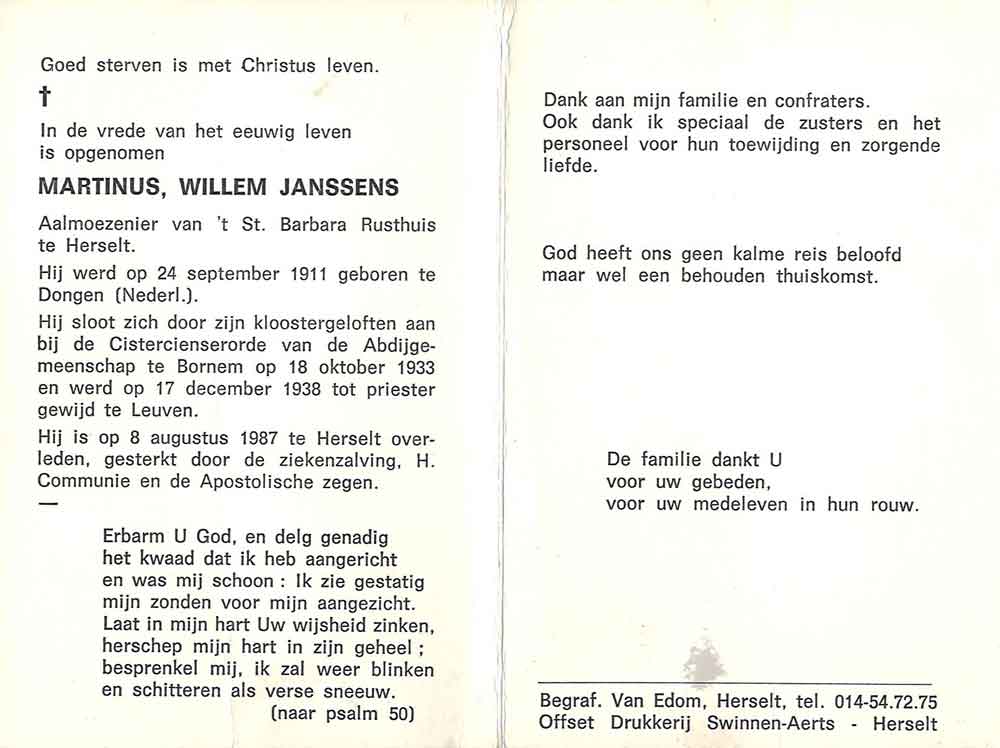 Goed sterven is met Christus leven.
†
In de vrede van het eeuwig leven
is opgenomen
MARTINUS, WILLEM JANSSENS
Aalmoezenier van 't St. Barbara Rusthuis
te Herselt.
Hij werd op 24 september 1911 geboren te
Dongen (Nederl.).
Hij sloot zich door zijn kloostergeloften aan
bij de Cistercienserorde van de Abdijge-
meenschap te Bornem op 18 oktober 1933
en werd op 17 december 1938 tot priester
gewijd te Leuven.
Hij is op 8 augustus 1987 te Herselt over-
leden, gesterkt door de ziekenzalving, H.
Communie en de Apostolische zegen.
—
Erbarm U God, en delg genadig
het kwaad dat ik heb aangericht
en was mij schoon : Ik zie gestatig
mijn zonden voor mijn aangezicht.
Laat in mijn hart Uw wijsheid zinken,
herschep mijn hart in zijn geheel ;
besprenkel mij, ik zal weer blinken
en schitteren als verse sneeuw.
(naar psalm 50)
Dank aan mijn familie en confraters.
Ook dank ik speciaal de zusters en het
personeel voor hun toewijding en zorgende
liefde.
God heeft ons geen kalme reis beloofd
maar wel een behouden thuiskomst.
De familie dankt U
voor uw gebeden,
voor uw medeleven in hun rouw.
Begraf. Van Edom, Herselt, tel. 014-54.72.75
Offset Drukkerij Swinnen-Aerts - Herselt